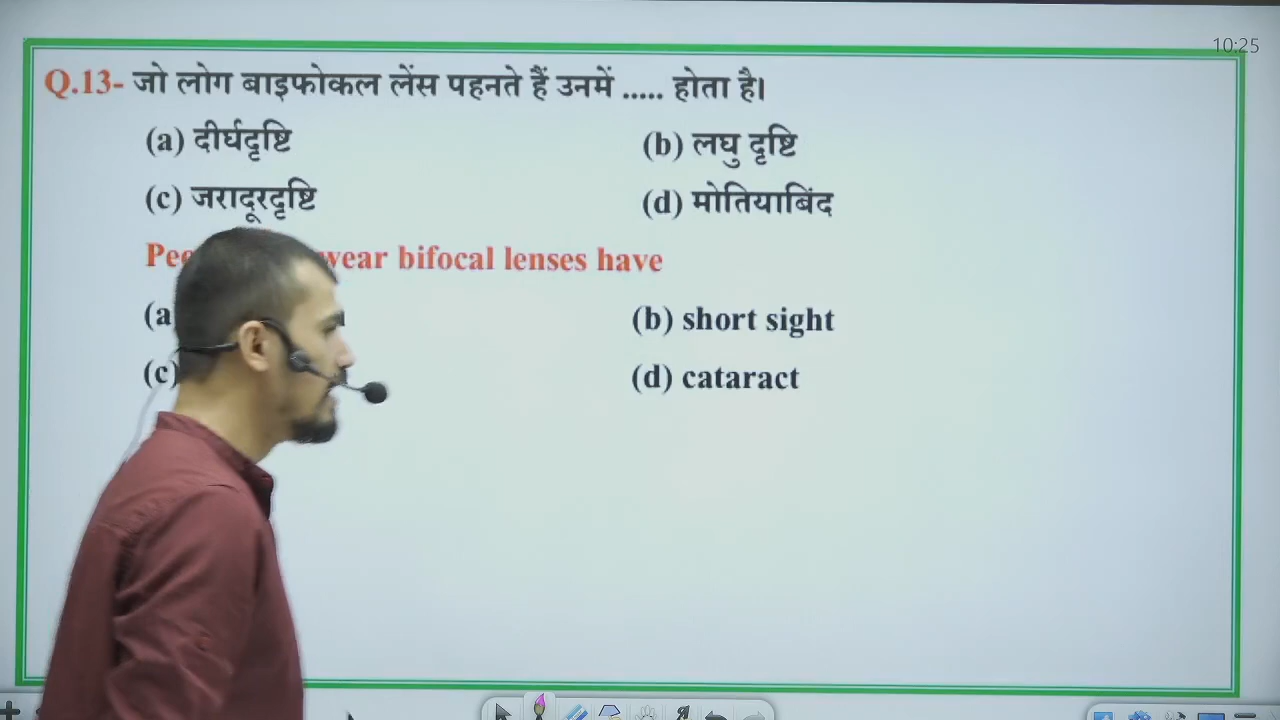 10:25
Q.13- जो लोग बाइफोकल लेंस पहनते हैं उनमें ..... होता है।
(a) दीर्घदृष्टि (b) लघु दृष्टि
(c) जरादूरदृष्टि (d) मोतियाबिंद
wear bifocal lenses have
(a (b) short sight
(c) (d) cataract